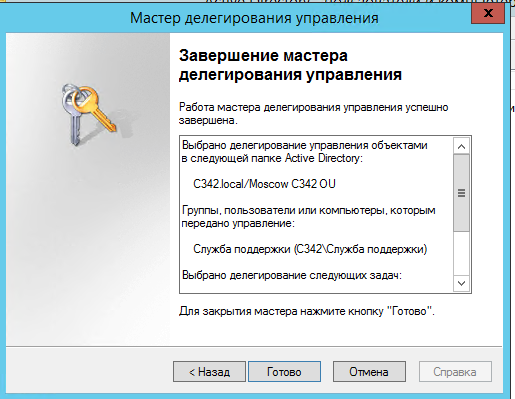 Мастер делегирования управления
x
Завершение мастера
делегирования управления
Работа мастера делегирования управления успешно
завершена.
Выбрано делегирование управления объектами
в следующей папке Active Directory:
C342.local/Moscow C342 OU
Группы, пользователи или компьютеры, которым
передано управление:
Служба поддержки (C342\Служба поддержки)
Выбрано делегирование следующих задач:
Для закрытия мастера нажмите кнопку "Готово".
< Назад
Готово
Отмена
Справка